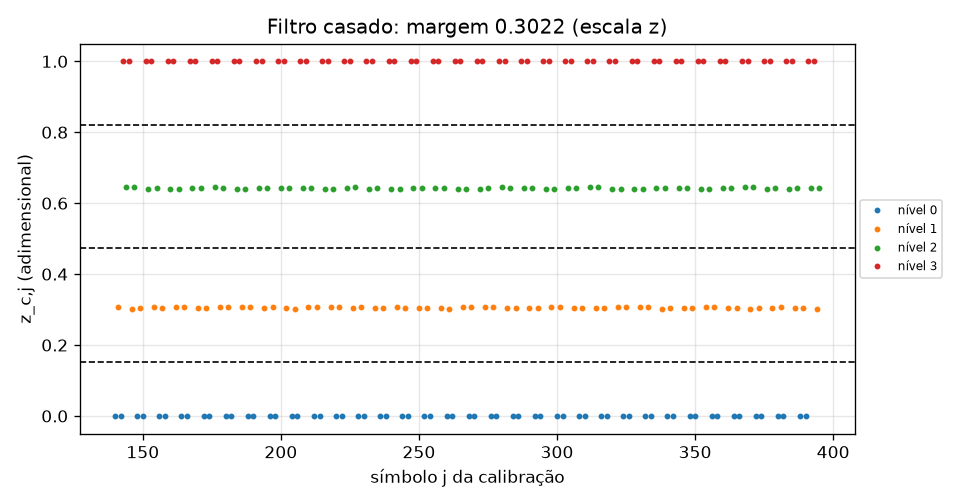 Filtro casado: margem 0.3022 (escala z)
z_c,j (adimensional)
1.0
0.8
0.6
0.4
0.2
0.0
150
200
250
300
350
400
símbolo j da calibração
nível 0
nível 1
nível 2
nível 3